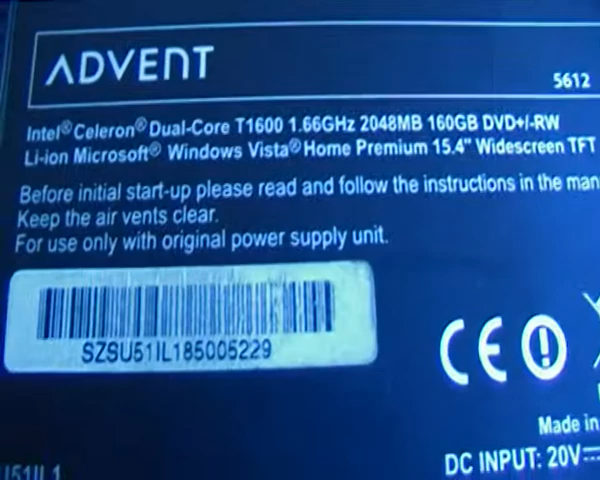 ADVENT
5612
Intel® Celeron® Dual-Core T1600 1.66GHz 2048MB 160GB DVD+/-RW
Li-ion Microsoft® Windows Vista® Home Premium 15.4" Widescreen TFT
Before initial start-up please read and follow the instructions in the man
Keep the air vents clear.
For use only with original power supply unit.
SZSU51IL185005229
CE
Made in
DC INPUT: 20V